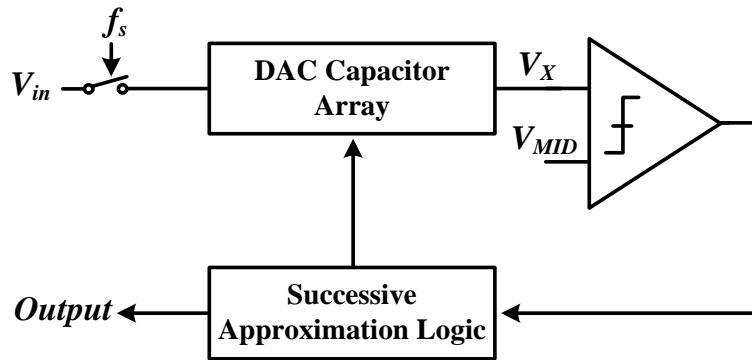 f_s
V_in
DAC Capacitor
Array
V_X
V_MID
Output
Successive
Approximation Logic